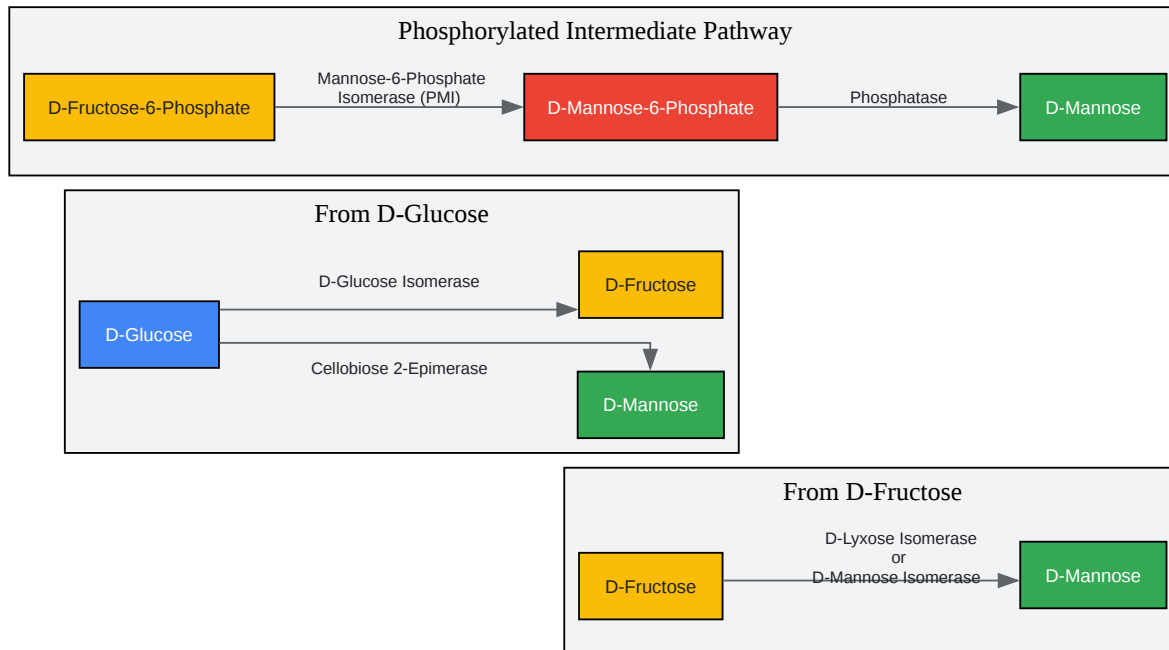 Phosphorylated Intermediate Pathway
D-Fructose-6-Phosphate
Mannose-6-Phosphate
Isomerase (PMI)
D-Mannose-6-Phosphate
Phosphatase
D-Mannose
From D-Glucose
D-Glucose
D-Glucose Isomerase
D-Fructose
Cellobiose 2-Epimerase
D-Mannose
From D-Fructose
D-Fructose
D-Lyxose Isomerase
or
D-Mannose Isomerase
D-Mannose